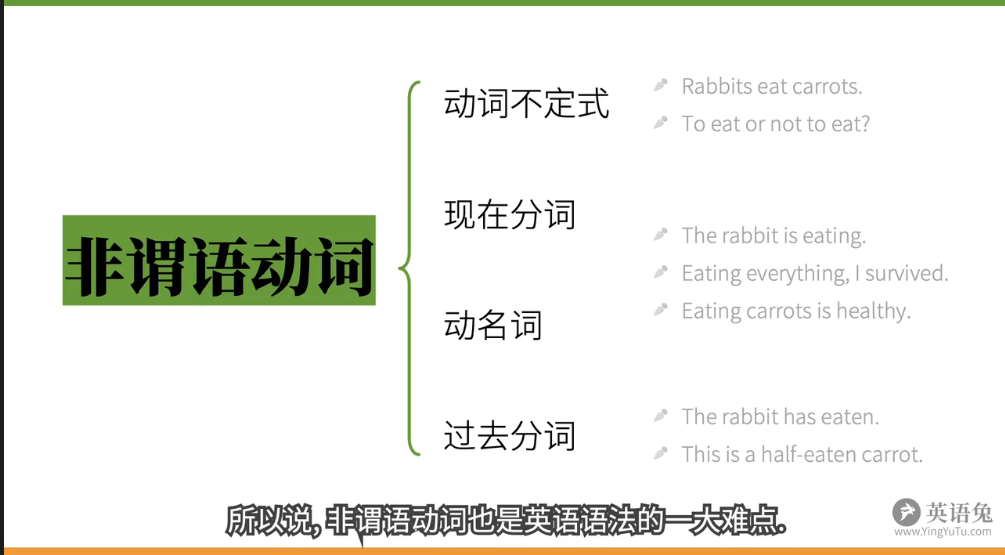 非谓语动词
动词不定式
Rabbits eat carrots.
To eat or not to eat?
现在分词
The rabbit is eating.
Eating everything, I survived.
动名词
Eating carrots is healthy.
过去分词
The rabbit has eaten.
This is a half-eaten carrot.
所以说, 非谓语动词也是英语语法的一大难点.
英语兔
www.YingYuTu.com